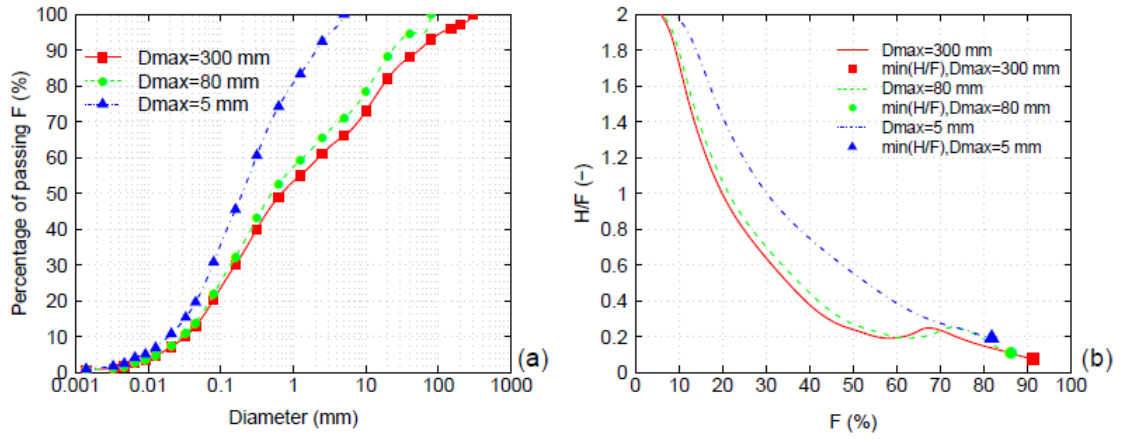 100
90
80
70
60
50
40
30
20
10
0
Percentage of passing F (%)
Dmax=300 mm
Dmax=80 mm
Dmax=5 mm
0.001 0.01 0.1 1 10 100 1000
Diameter (mm)
(a)
2
1.8
1.6
1.4
1.2
1
0.8
0.6
0.4
0.2
0
H/F (−)
Dmax=300 mm
min(H/F),Dmax=300 mm
Dmax=80 mm
min(H/F),Dmax=80 mm
Dmax=5 mm
min(H/F),Dmax=5 mm
0 10 20 30 40 50 60 70 80 90 100
F (%)
(b)